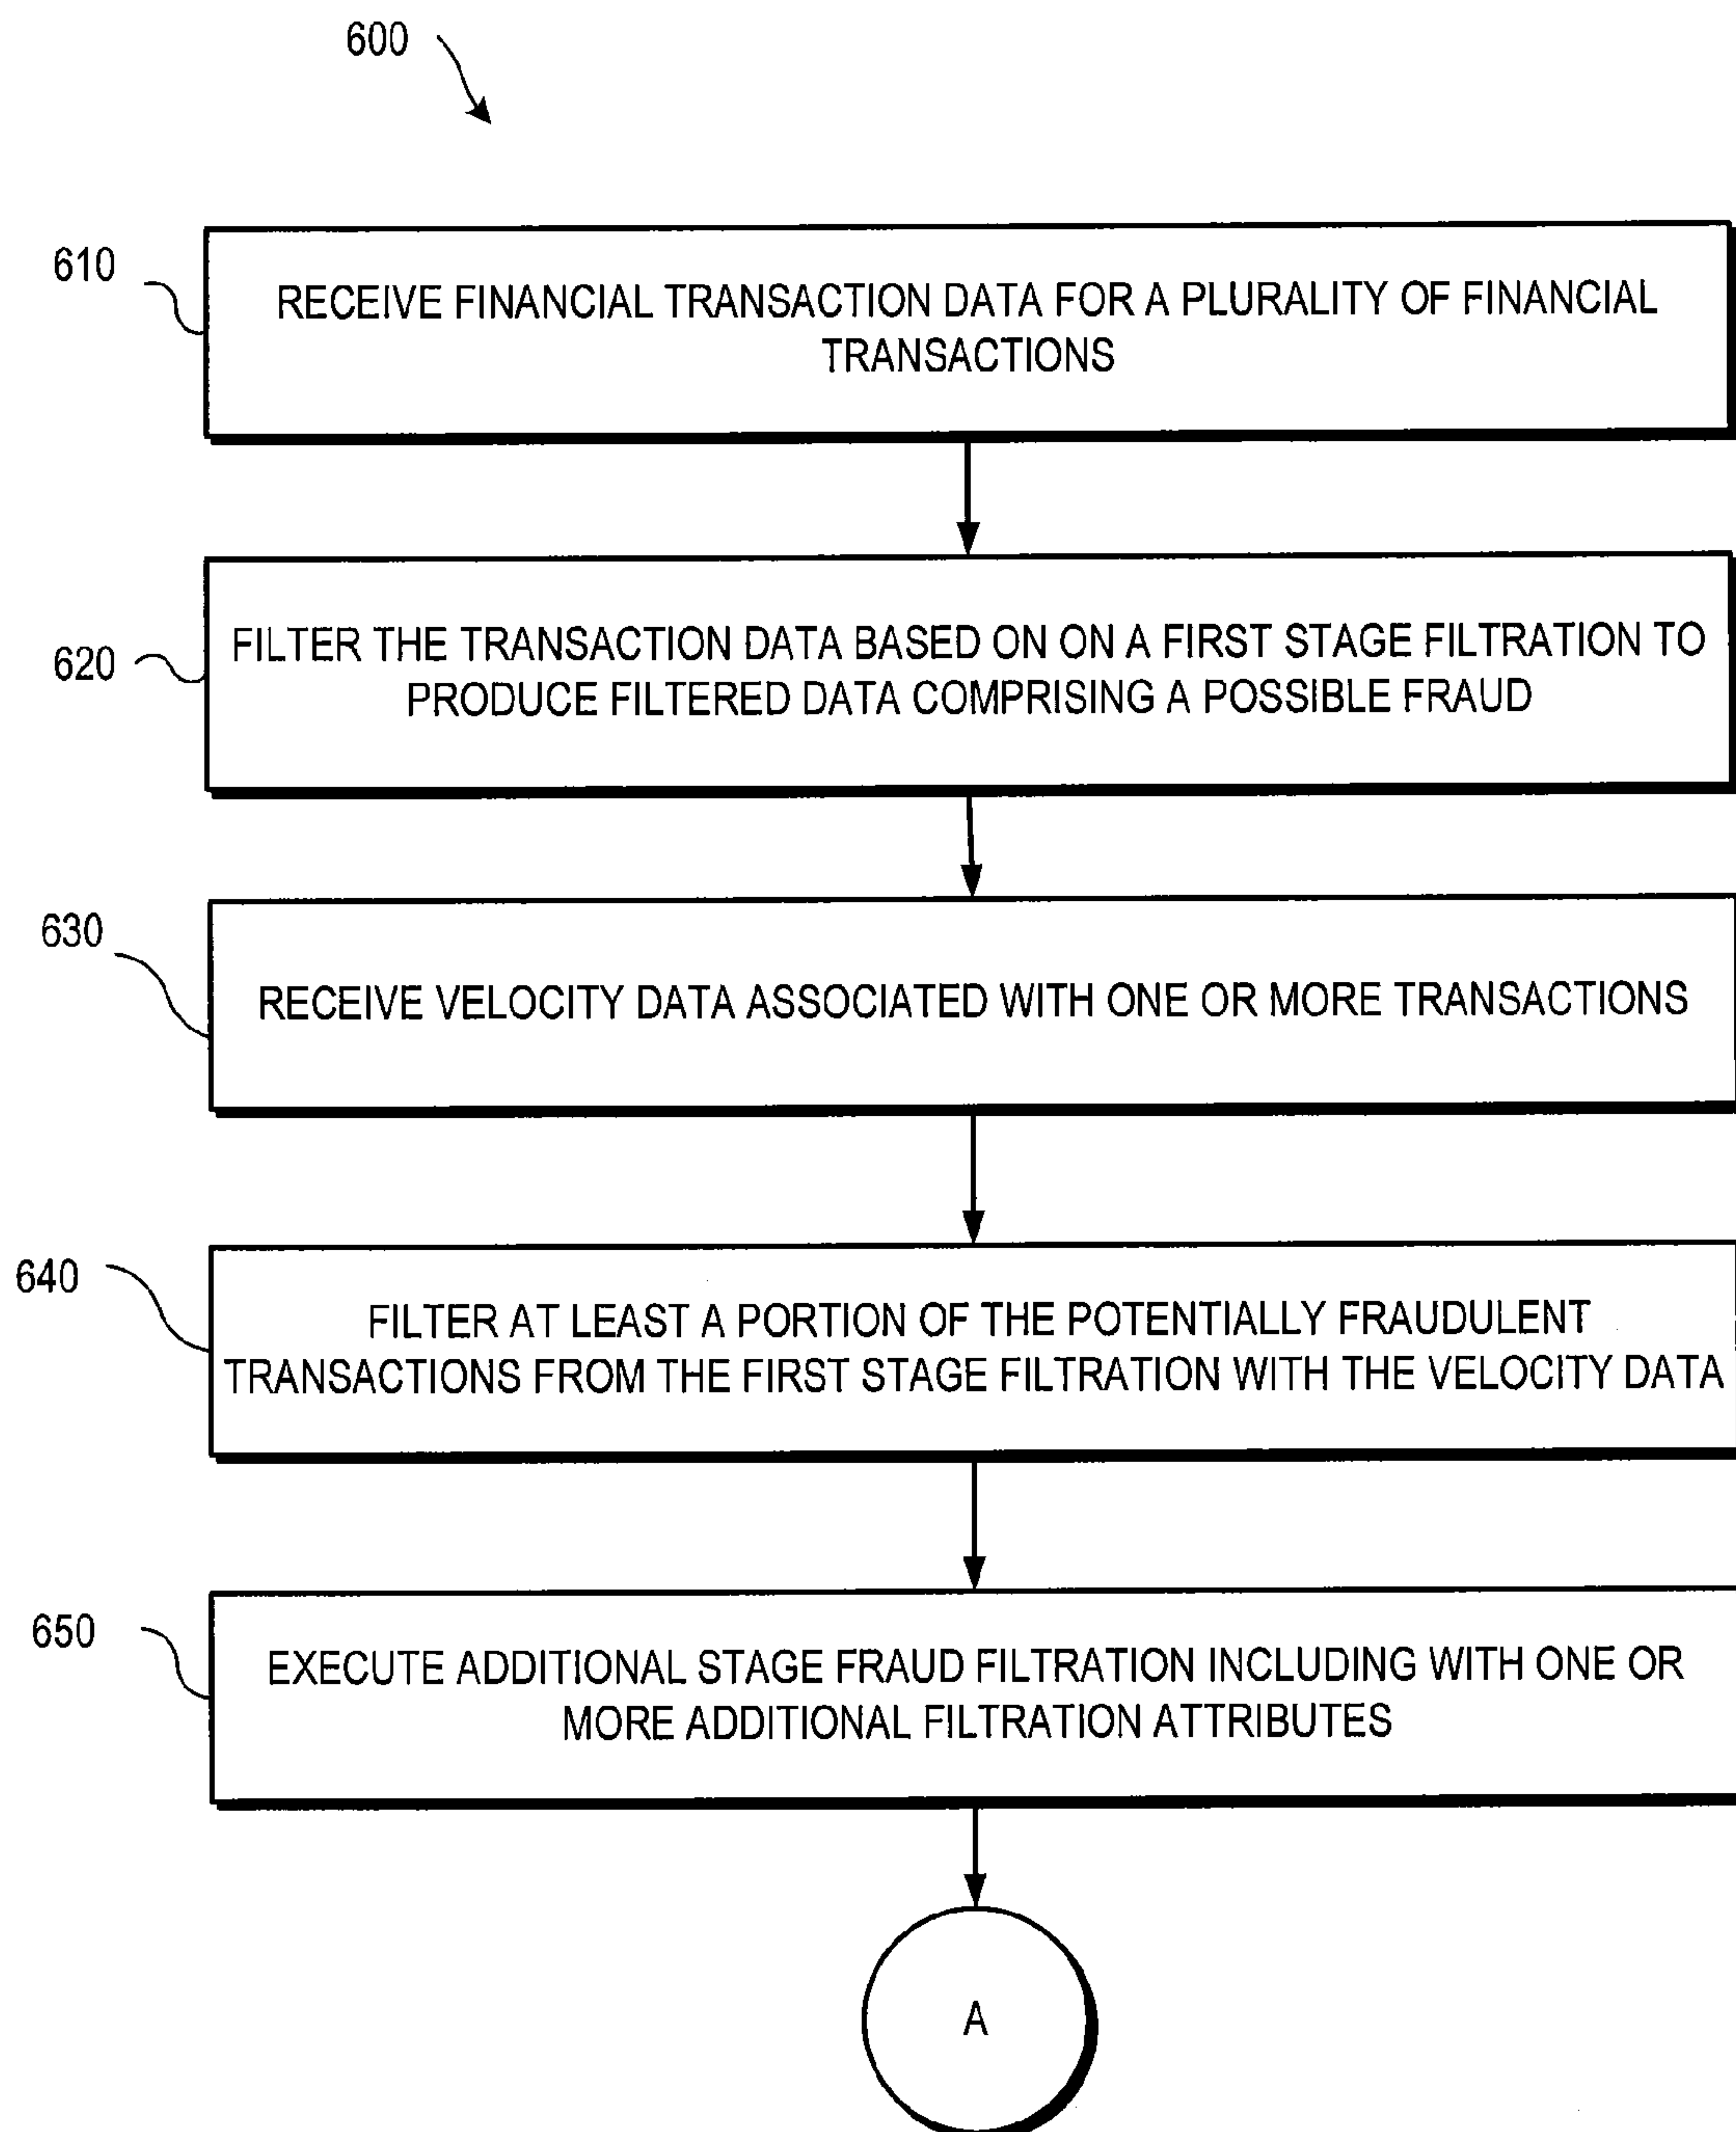 600
610
RECEIVE FINANCIAL TRANSACTION DATA FOR A PLURALITY OF FINANCIAL
TRANSACTIONS
620
FILTER THE TRANSACTION DATA BASED ON ON A FIRST STAGE FILTRATION TO
PRODUCE FILTERED DATA COMPRISING A POSSIBLE FRAUD
630
RECEIVE VELOCITY DATA ASSOCIATED WITH ONE OR MORE TRANSACTIONS
640
FILTER AT LEAST A PORTION OF THE POTENTIALLY FRAUDULENT
TRANSACTIONS FROM THE FIRST STAGE FILTRATION WITH THE VELOCITY DATA
650
EXECUTE ADDITIONAL STAGE FRAUD FILTRATION INCLUDING WITH ONE OR
MORE ADDITIONAL FILTRATION ATTRIBUTES
A